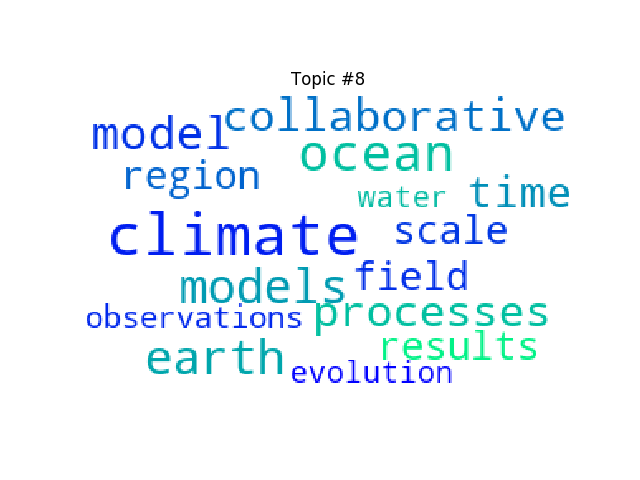 Topic #8
collaborative
model
ocean
region
water time
climate scale
models field
observations processes
earth results
evolution